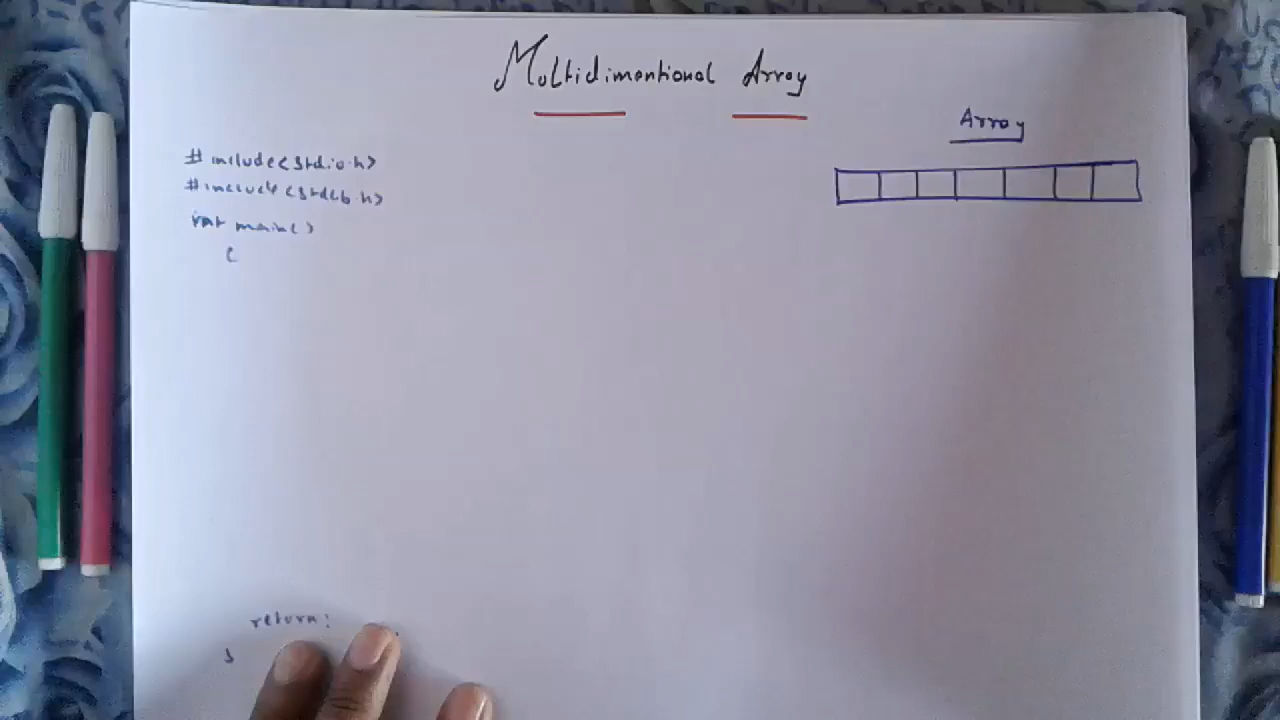 Multidimentional Array
Array
#include<stdio.h>
#include<stdlib.h>
int main()
{
return;
}